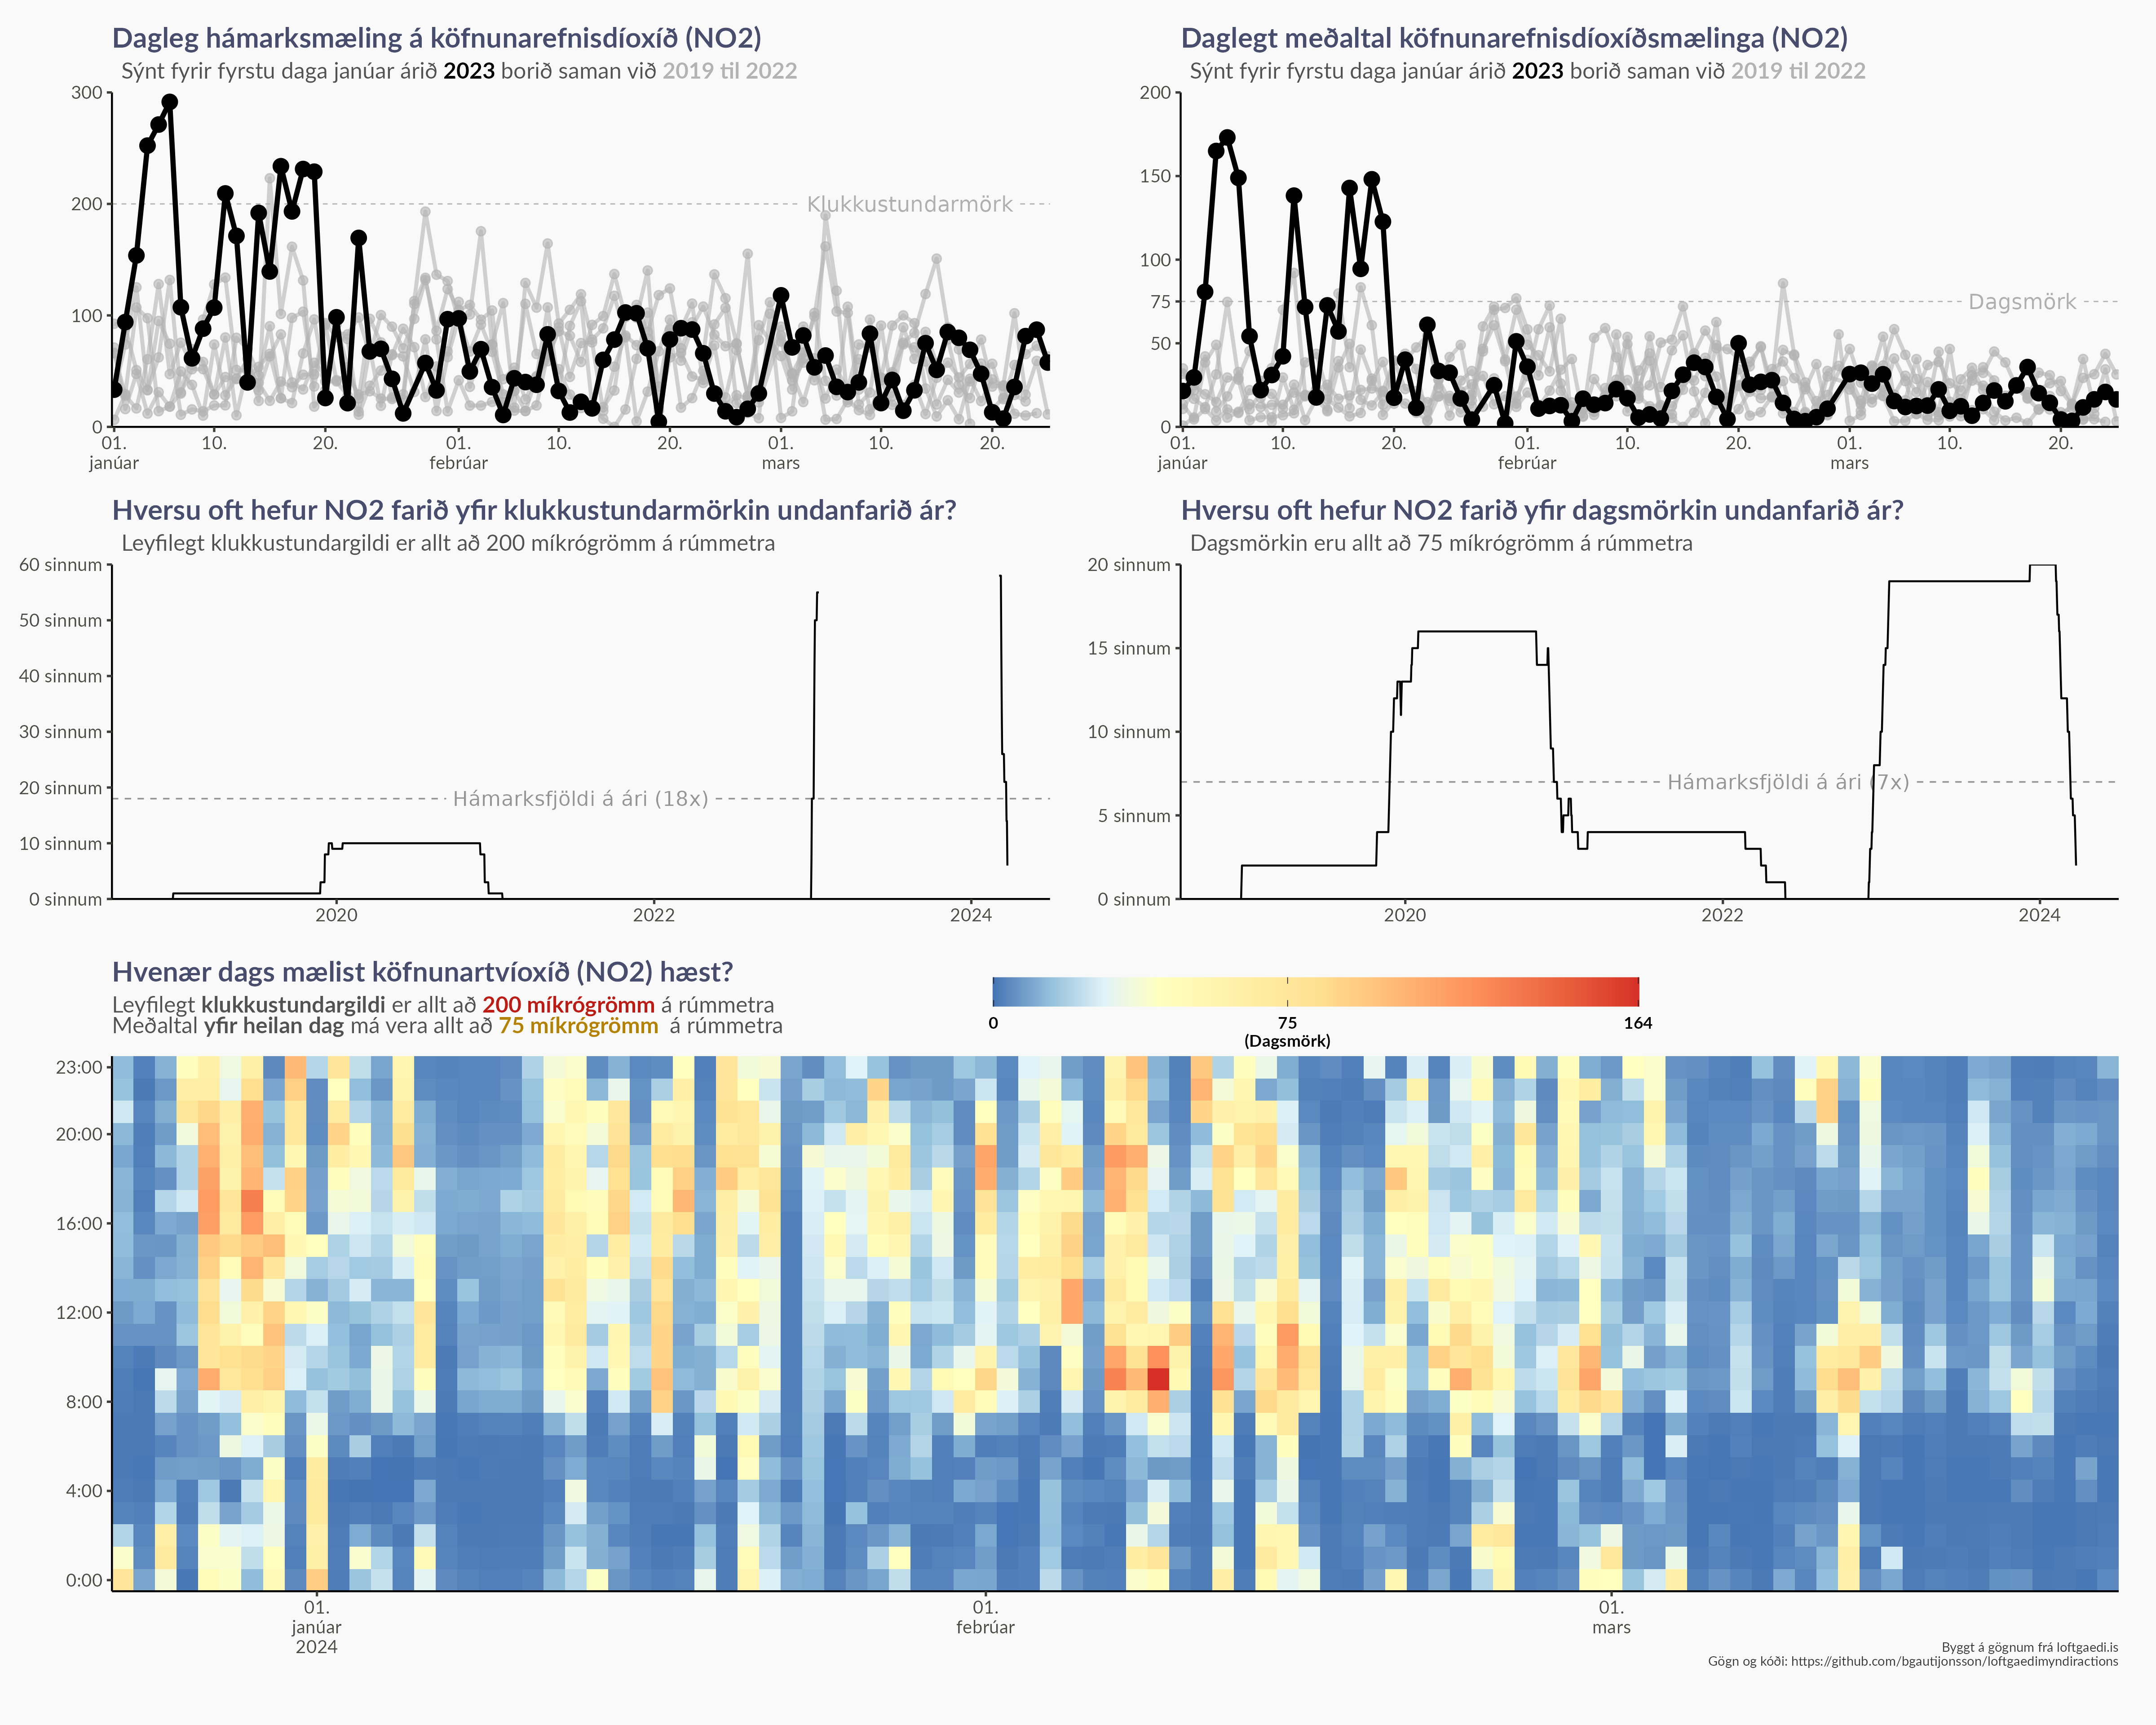 Dagleg hámarksmæling á köfnunarefnisdíoxíð (NO2)
Sýnt fyrir fyrstu daga janúar árið 2023 borið saman við 2019 til 2022
300
200
100
0
Klukkustundarmörk
01. 10. 20. 01. 10. 20. 01. 10. 20.
janúar febrúar mars
Daglegt meðaltal köfnunarefnisdíoxíðsmælinga (NO2)
Sýnt fyrir fyrstu daga janúar árið 2023 borið saman við 2019 til 2022
200
150
100
75
50
0
Dagsmörk
01. 10. 20. 01. 10. 20. 01. 10. 20.
janúar febrúar mars
Hversu oft hefur NO2 farið yfir klukkustundarmörkin undanfarið ár?
Leyfilegt klukkustundargildi er allt að 200 míkrógrömm á rúmmetra
60 sinnum
50 sinnum
40 sinnum
30 sinnum
20 sinnum
10 sinnum
0 sinnum
Hámarksfjöldi á ári (18x)
2020 2022 2024
Hversu oft hefur NO2 farið yfir dagsmörkin undanfarið ár?
Dagsmörkin eru allt að 75 míkrógrömm á rúmmetra
20 sinnum
15 sinnum
10 sinnum
5 sinnum
0 sinnum
Hámarksfjöldi á ári (7x)
2020 2022 2024
Hvenær dags mælist köfnunartvíoxíð (NO2) hæst?
Leyfilegt klukkustundargildi er allt að 200 míkrógrömm á rúmmetra
Meðaltal yfir heilan dag má vera allt að 75 míkrógrömm á rúmmetra
0 75 164
(Dagsmörk)
23:00
20:00
16:00
12:00
8:00
4:00
0:00
01. 01. 01.
janúar febrúar mars
2024
Byggt á gögnum frá loftgaedi.is
Gögn og kóði: https://github.com/bgautijonsson/loftgaedimyndiractions